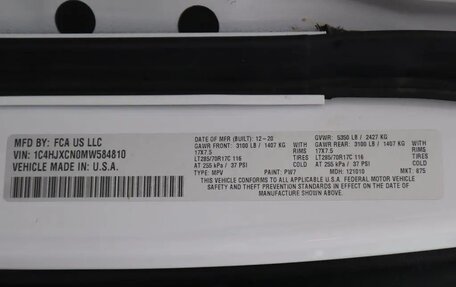 MFD BY: FCA US LLC
VIN: 1C4HJXCN0MW584810
VEHICLE MADE IN: U.S.A.
DATE OF MFR (BUILT): 12-20 GVWR: 5350 LB / 2427 KG
GAWR FRONT: 3100 LB / 1407 KG GAWR REAR: 3100 LB / 1407 KG
17X7.5 RIMS 17X7.5 RIMS
LT285/70R17C 116 TIRES LT285/70R17C 116 TIRES
AT 255 kPa / 37 PSI COLD AT 255 kPa / 37 PSI COLD
TYPE: MPV PAINT: PW7 MDH: 121010 MKT: 875
THIS VEHICLE CONFORMS TO ALL APPLICABLE U.S.A. FEDERAL MOTOR VEHICLE
SAFETY AND THEFT PREVENTION STANDARDS IN EFFECT ON THE DATE OF
MANUFACTURE SHOWN ABOVE.